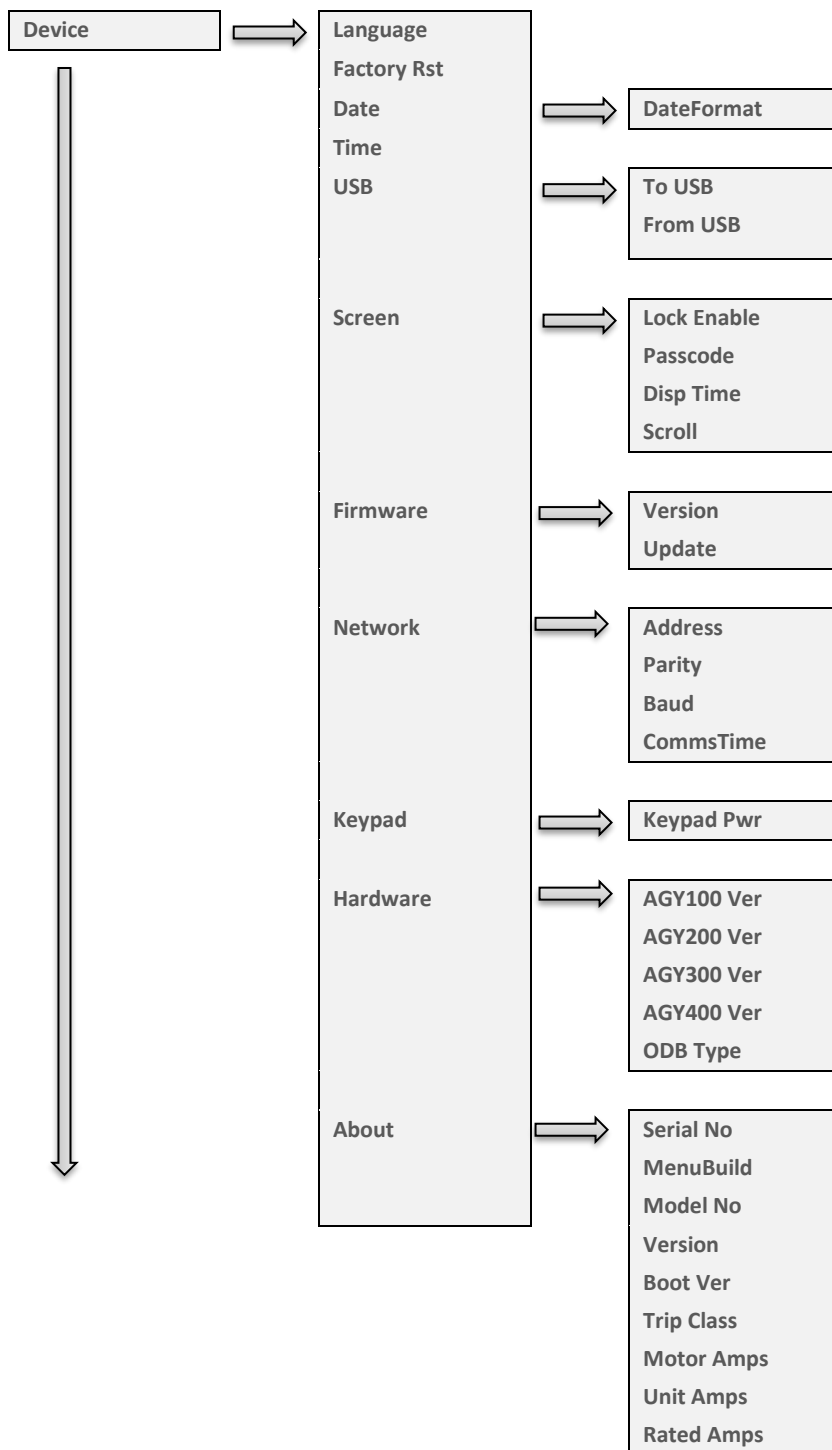 Device
Language
Factory Rst
Date
DateFormat
Time
USB
To USB
From USB
Screen
Lock Enable
Passcode
Disp Time
Scroll
Firmware
Version
Update
Network
Address
Parity
Baud
CommsTime
Keypad
Keypad Pwr
Hardware
AGY100 Ver
AGY200 Ver
AGY300 Ver
AGY400 Ver
ODB Type
About
Serial No
MenuBuild
Model No
Version
Boot Ver
Trip Class
Motor Amps
Unit Amps
Rated Amps